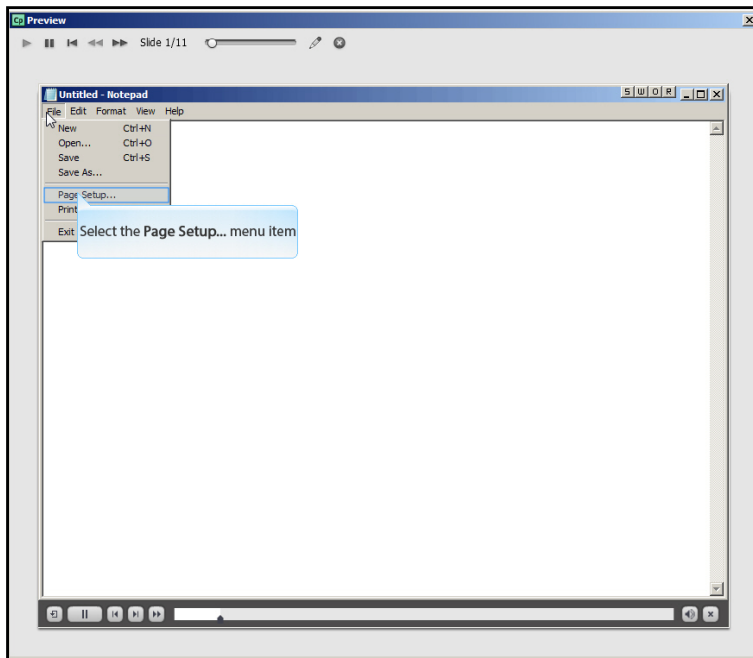 Cp Preview
Slide 1/11
Untitled - Notepad S W O R
File Edit Format View Help
New Ctrl+N
Open... Ctrl+O
Save Ctrl+S
Save As...
Page Setup...
Print
Exit
Select the Page Setup... menu item